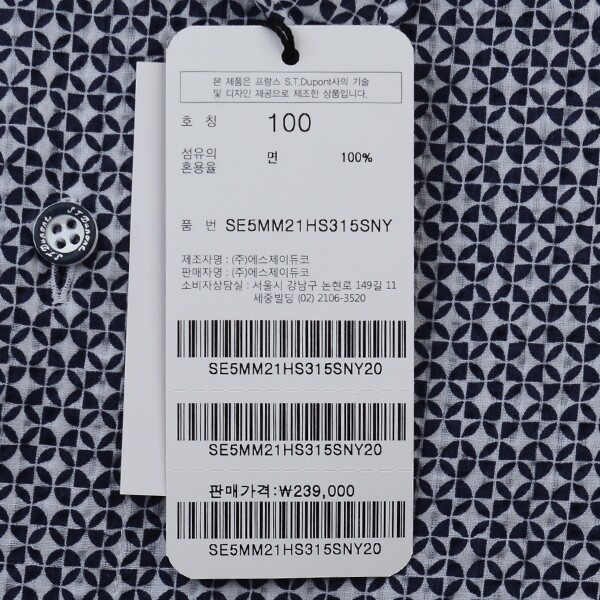 본 제품은 프랑스 S.T.Dupont사의 기술
및 디자인 제공으로 제조한 상품입니다.
호 칭 100
섬유의 혼용율 면 100%
품 번 SE5MM21HS315SNY
제조자명 : (주)에스제이듀코
판매자명 : (주)에스제이듀코
소비자상담실 : 서울시 강남구 논현로 149길 11
세중빌딩 (02) 2106-3520
SE5MM21HS315SNY20
SE5MM21HS315SNY20
판매가격:₩239,000
SE5MM21HS315SNY20
S.T.Dupont
S.T.Dupont